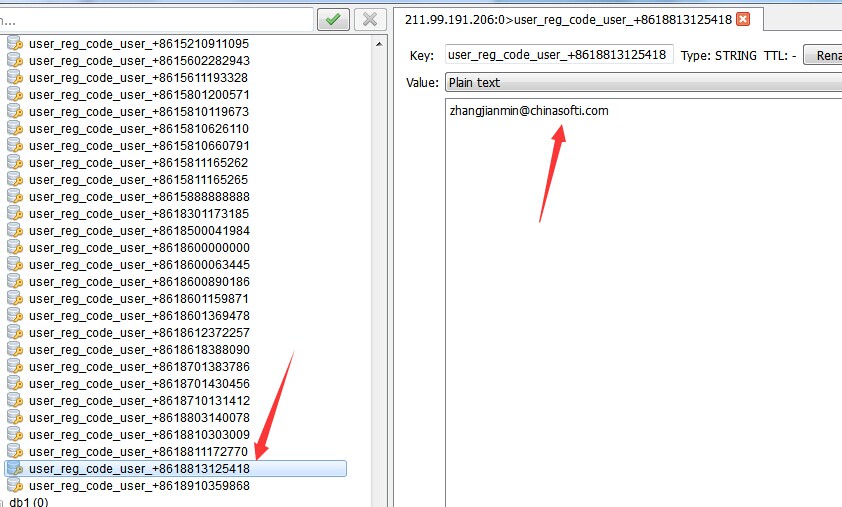 n...
user_reg_code_user_+8615210911095
user_reg_code_user_+8615602282943
user_reg_code_user_+8615611193328
user_reg_code_user_+8615801200571
user_reg_code_user_+8615810119673
user_reg_code_user_+8615810626110
user_reg_code_user_+8615810660791
user_reg_code_user_+8615811165262
user_reg_code_user_+8615811165265
user_reg_code_user_+8615888888888
user_reg_code_user_+8618301173185
user_reg_code_user_+8618500041984
user_reg_code_user_+8618600000000
user_reg_code_user_+8618600063445
user_reg_code_user_+8618600890186
user_reg_code_user_+8618601159871
user_reg_code_user_+8618601369478
user_reg_code_user_+8618612372257
user_reg_code_user_+8618618388090
user_reg_code_user_+8618701383786
user_reg_code_user_+8618701430456
user_reg_code_user_+8618710131412
user_reg_code_user_+8618803140078
user_reg_code_user_+8618810303009
user_reg_code_user_+8618811172770
user_reg_code_user_+8618813125418
user_reg_code_user_+8618910359868
db1 (0)
211.99.191.206:0>user_reg_code_user_+8618813125418
Key: user_reg_code_user_+8618813125418 Type: STRING TTL: - Rena
Value: Plain text
zhangjianmin@chinasofti.com